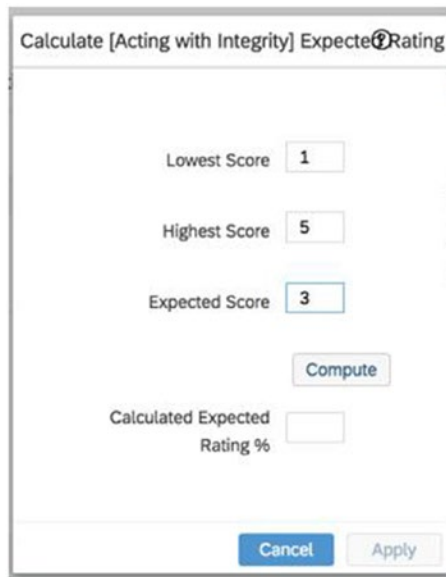 Calculate [Acting with Integrity] Expected Rating
Lowest Score 1
Highest Score 5
Expected Score 3
Compute
Calculated Expected
Rating %
Cancel Apply